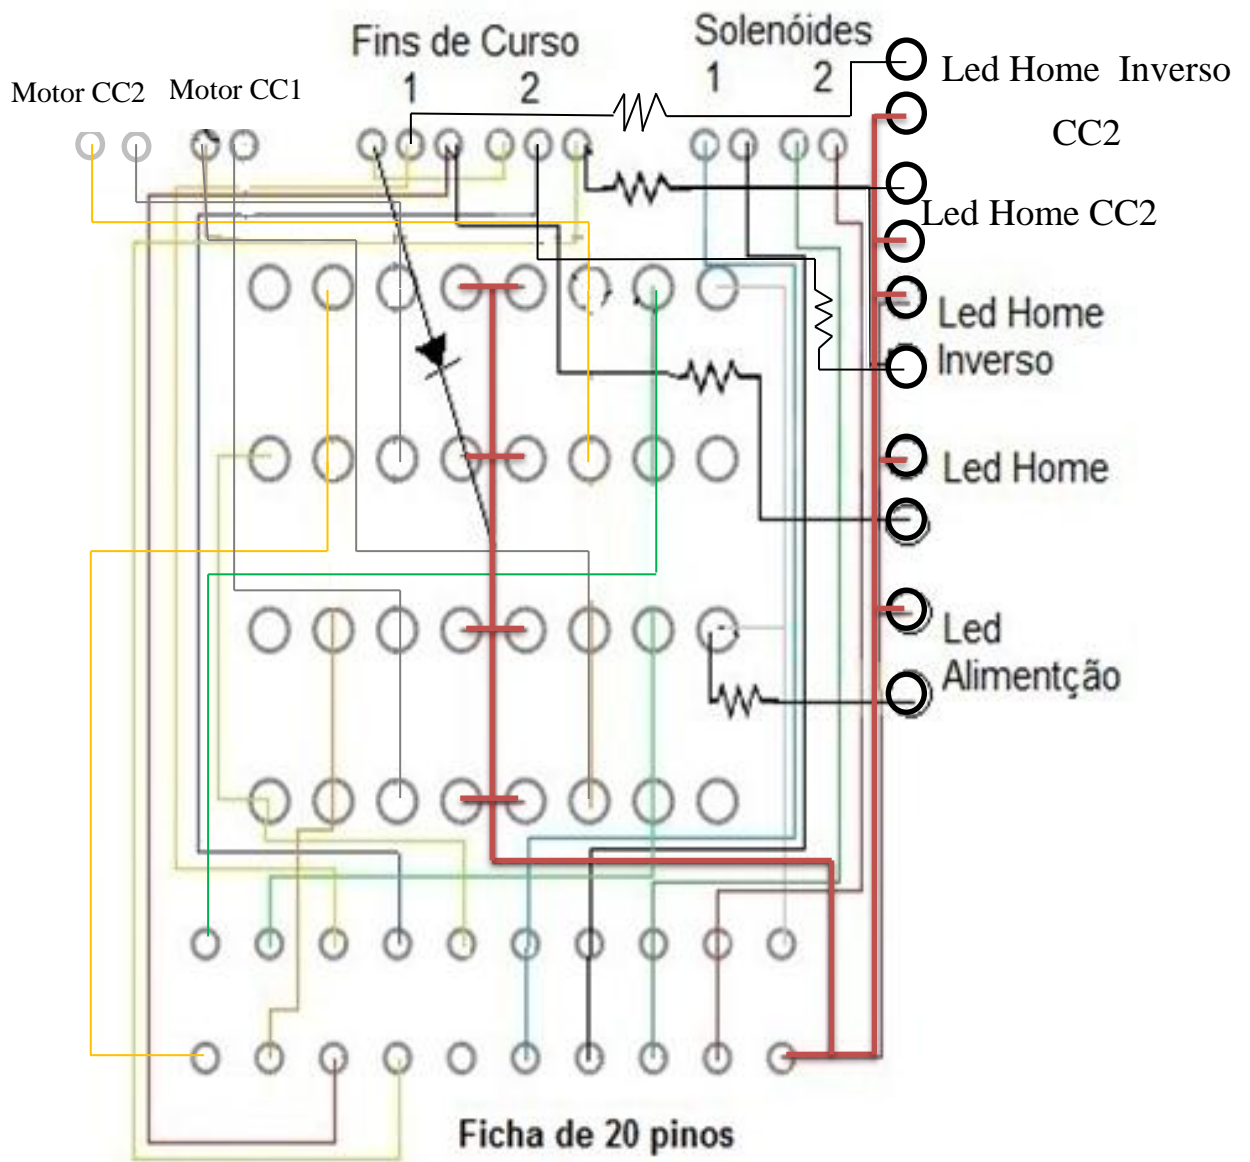 Fins de Curso
Solenóides
1
2
1
2
Motor CC2
Motor CC1
Led Home Inverso
CC2
Led Home CC2
Led Home
Inverso
Led Home
Led
Alimentção
Ficha de 20 pinos